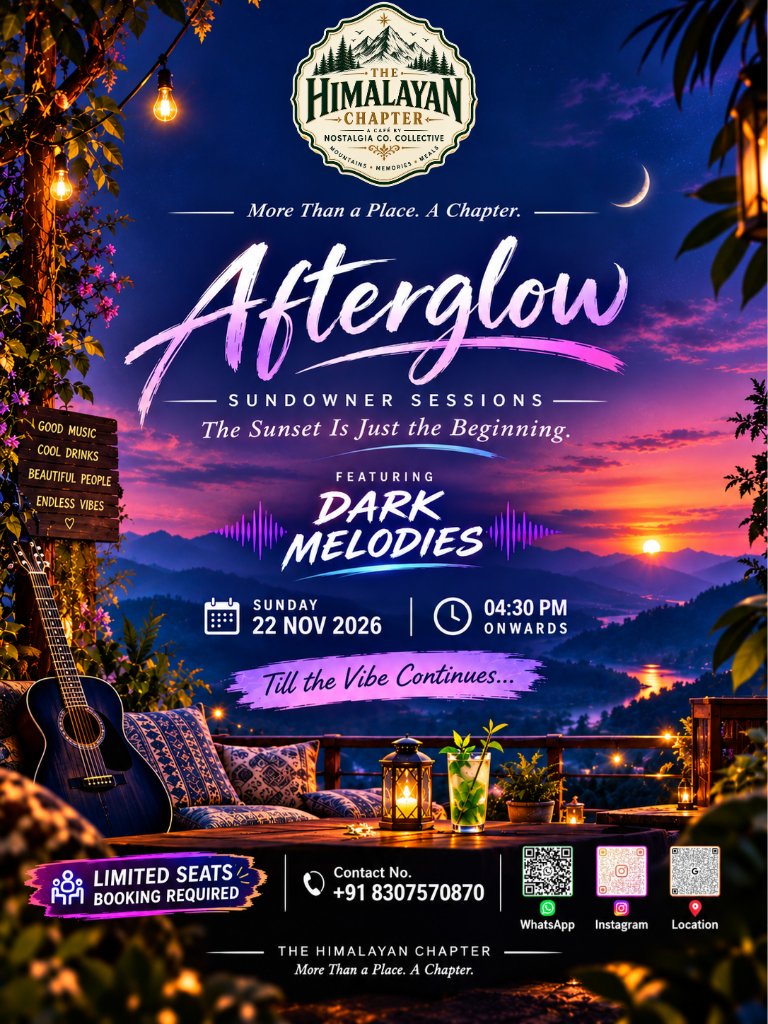 THE
HIMALAYAN
CHAPTER
A CAFÉ BY
NOSTALGIA CO. COLLECTIVE
MOUNTAINS • MEMORIES • MEALS
More Than a Place. A Chapter.
Afterglow
SUNDOWNER SESSIONS
The Sunset Is Just the Beginning.
GOOD MUSIC
COOL DRINKS
BEAUTIFUL PEOPLE
ENDLESS VIBES
FEATURING
DARK
MELODIES
SUNDAY
22 NOV 2026
04:30 PM
ONWARDS
Till the Vibe Continues...
LIMITED SEATS
BOOKING REQUIRED
Contact No.
+91 8307570870
G
WhatsApp
Instagram
Location
THE HIMALAYAN CHAPTER
More Than a Place. A Chapter.